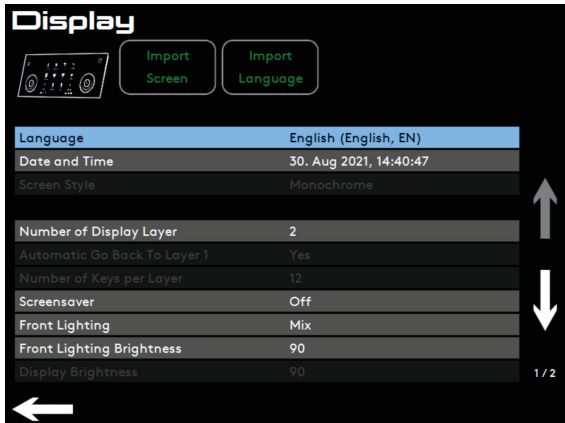 Display
Import
Screen
Import
Language
Language English (English, EN)
Date and Time 30. Aug 2021, 14:40:47
Screen Style Monochrome
Number of Display Layer 2
Automatic Go Back To Layer 1 Yes
Number of Keys per Layer 12
Screensaver Off
Front Lighting Mix
Front Lighting Brightness 90
Display Brightness 90
1/2